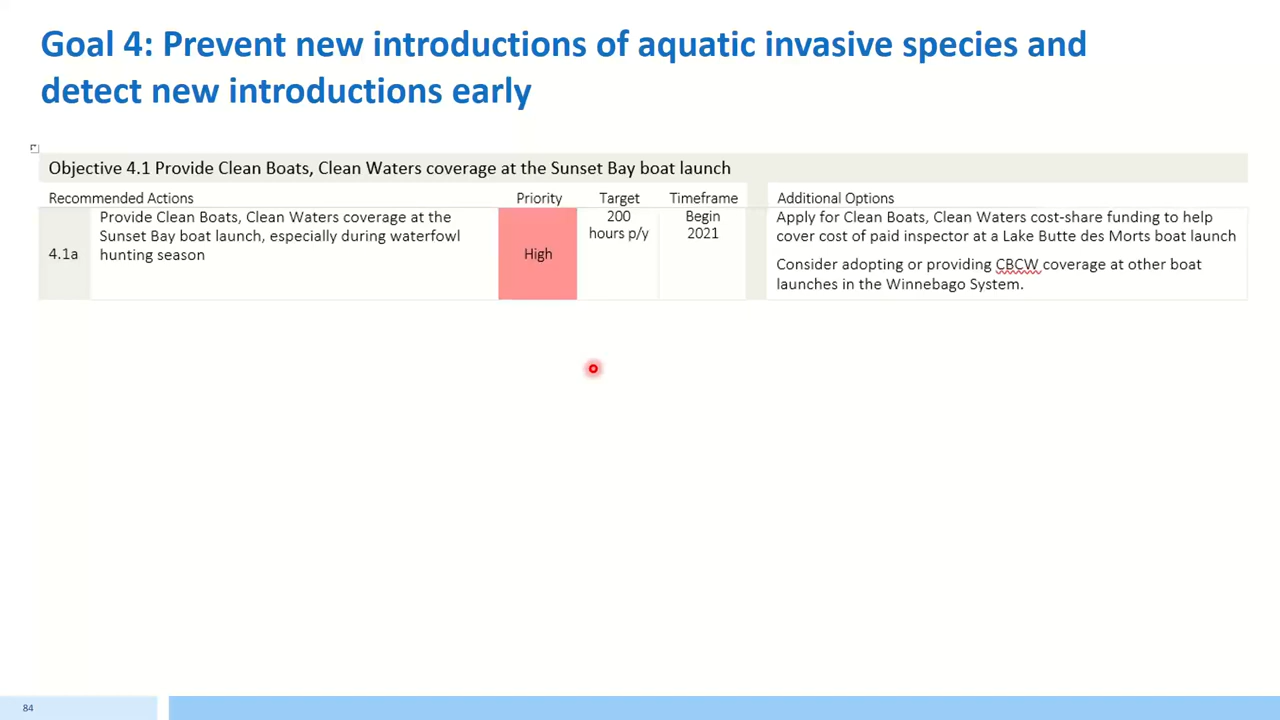 Goal 4: Prevent new introductions of aquatic invasive species and
detect new introductions early
Objective 4.1 Provide Clean Boats, Clean Waters coverage at the Sunset Bay boat launch
Recommended Actions
Priority
Target
Timeframe
Additional Options
4.1a
Provide Clean Boats, Clean Waters coverage at the
Sunset Bay boat launch, especially during waterfowl
hunting season
High
200
hours p/y
Begin
2021
Apply for Clean Boats, Clean Waters cost-share funding to help
cover cost of paid inspector at a Lake Butte des Morts boat launch
Consider adopting or providing CBCW coverage at other boat
launches in the Winnebago System.
84